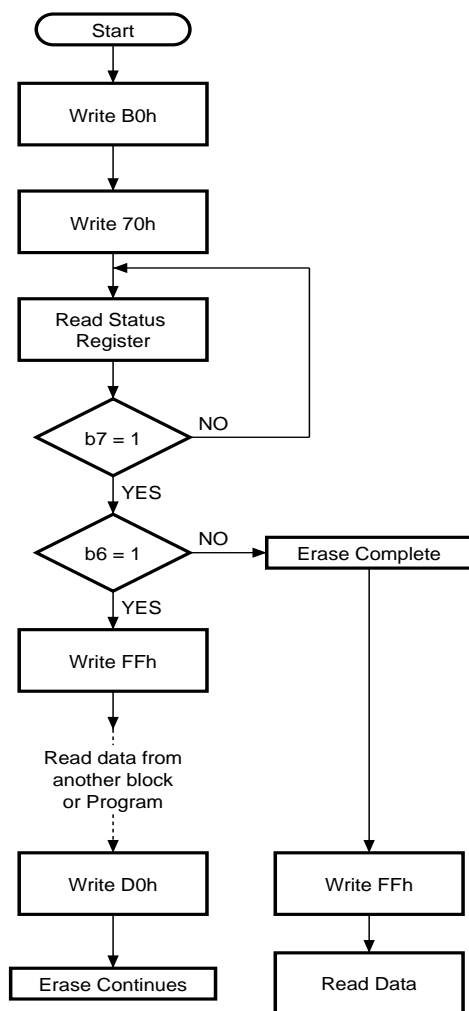 Start
Write B0h
Write 70h
Read Status
Register
b7 = 1
NO
YES
b6 = 1
NO
Erase Complete
YES
Write FFh
Read data from
another block
or Program
Write D0h
Write FFh
Erase Continues
Read Data